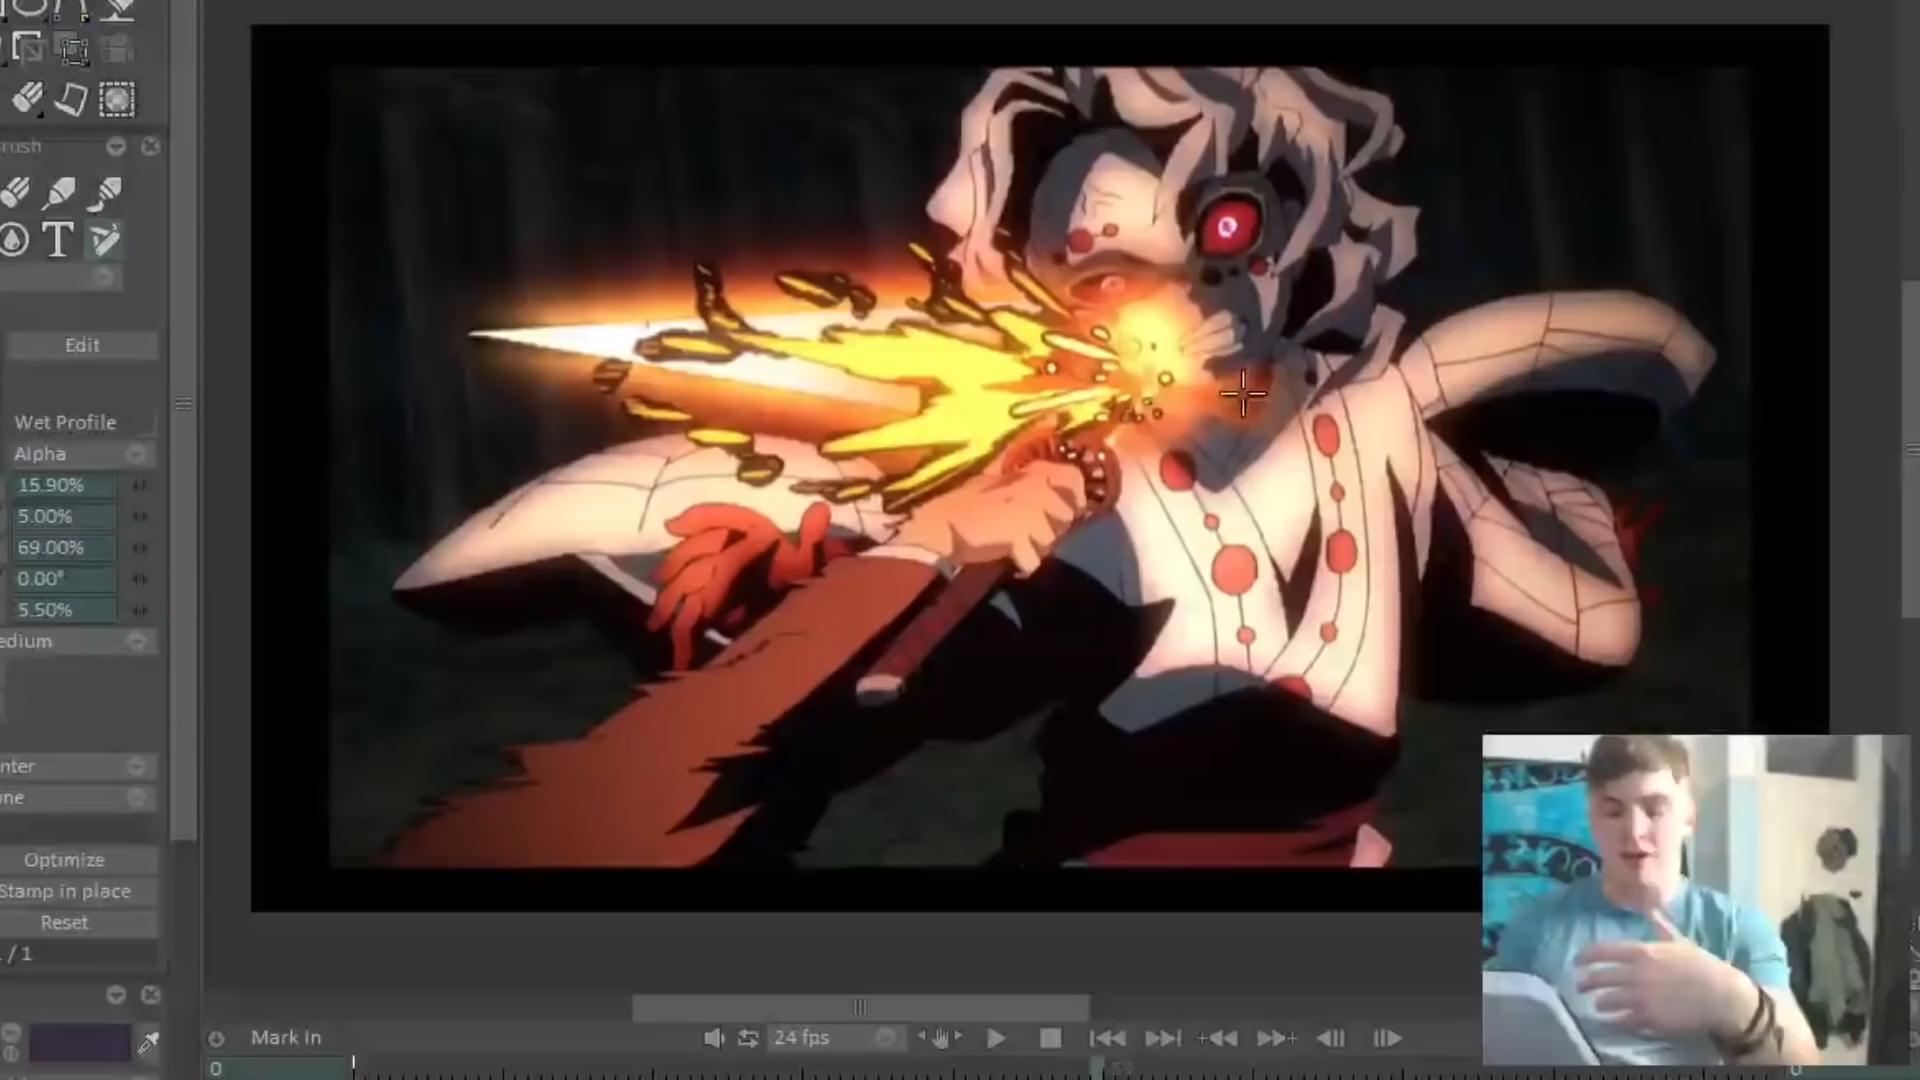 rush
T
Edit
Wet Profile
Alpha
15.90%
5.00%
69.00%
0.00°
5.50%
edium
nter
one
Optimize
Stamp in place
Reset
/ 1
Mark In
24 fps
0
0